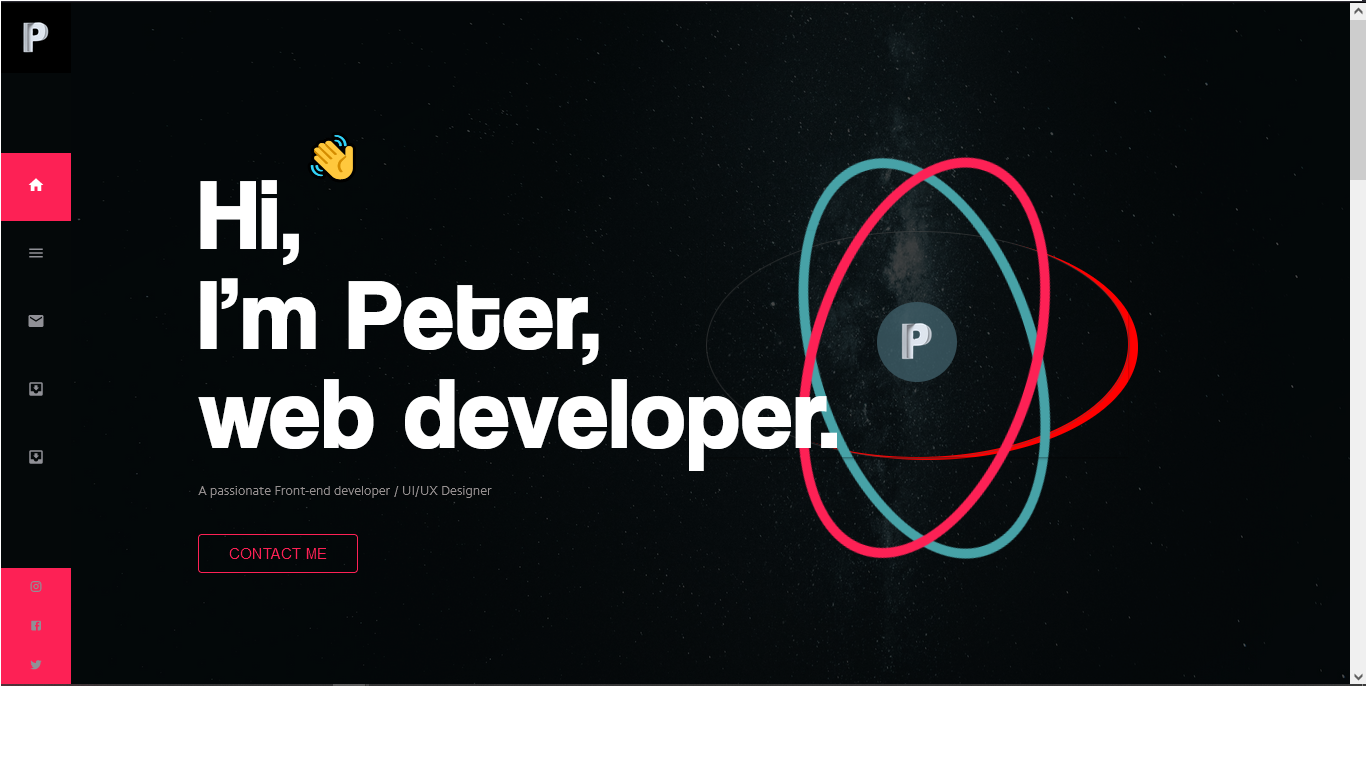 P
Hi,
I’m Peter,
web developer.
P
A passionate Front-end developer / UI/UX Designer
CONTACT ME